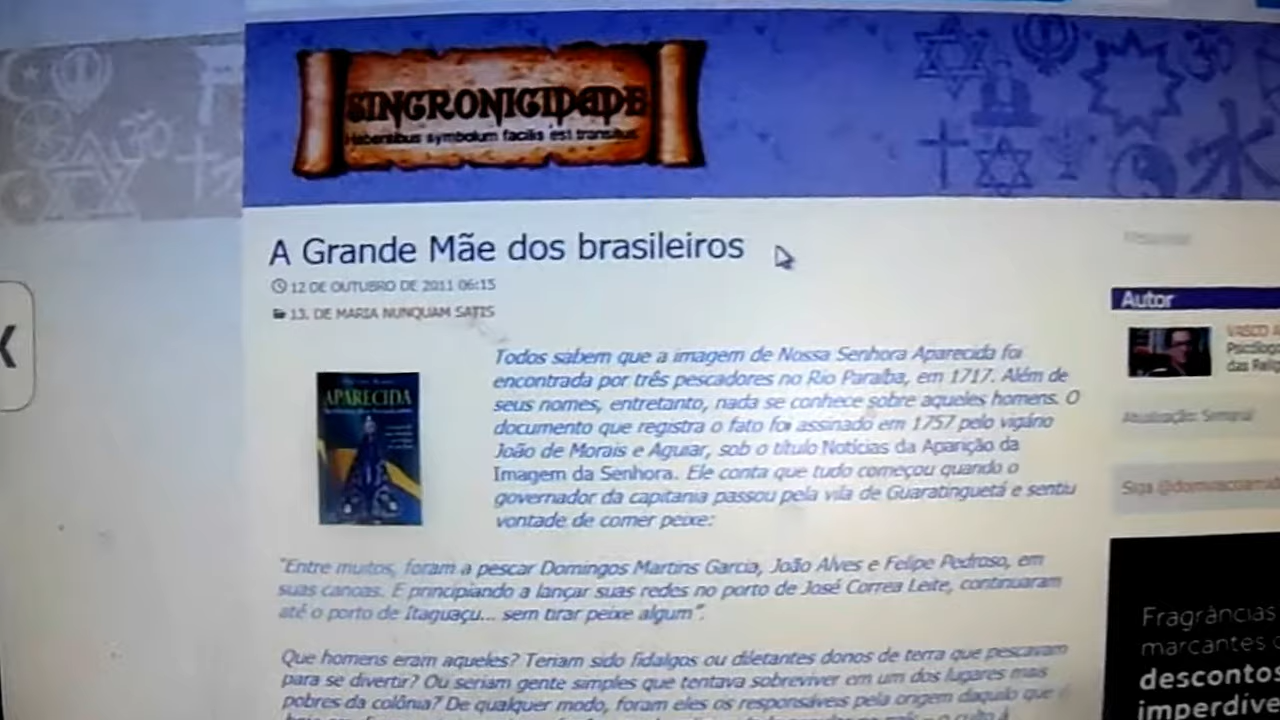 SINCRONICIDADE
Habentibus symbolum facilis est transitus
A Grande Mãe dos brasileiros
12 DE OUTUBRO DE 2011 06:15
13. DE MARIA NUNQUAM SATIS
APARECIDA
Todos sabem que a imagem de Nossa Senhora Aparecida foi
encontrada por três pescadores no Rio Paraíba, em 1717. Além de
seus nomes, entretanto, nada se conhece sobre aqueles homens. O
documento que registra o fato foi assinado em 1757 pelo vigário
João de Morais e Aguiar, sob o título Notícias da Aparição da
Imagem da Senhora. Ele conta que tudo começou quando o
governador da capitania passou pela vila de Guaratinguetá e sentiu
vontade de comer peixe:
"Entre muitos, foram a pescar Domingos Martins Garcia, João Alves e Felipe Pedroso, em
suas canoas. E principiando a lançar suas redes no porto de José Correa Leite, continuaram
até o porto de Itaguaçu... sem tirar peixe algum".
Que homens eram aqueles? Teriam sido fidalgos ou diletantes donos de terra que pescavam
para se divertir? Ou seriam gente simples que tentava sobreviver em um dos lugares mais
pobres da colônia? De qualquer modo, foram eles os responsáveis pela origem daquilo que
Autor
VASCO
das
Siga
Fragrâncias
marcantes
descontos